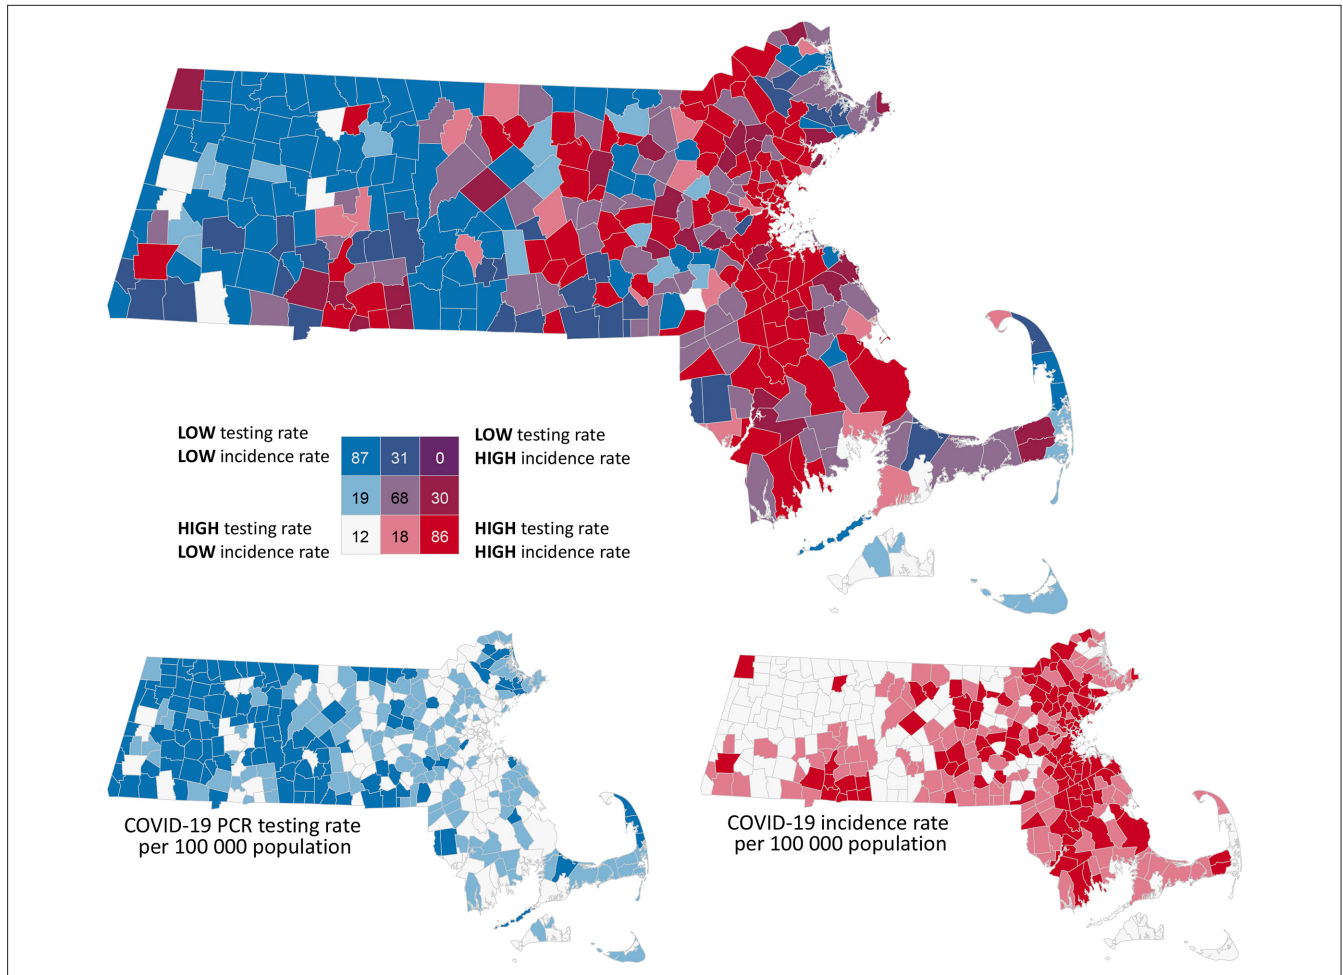 LOW testing rate
LOW incidence rate
87 31 0
LOW testing rate
HIGH incidence rate
19 68 30
HIGH testing rate
LOW incidence rate
12 18 86
HIGH testing rate
HIGH incidence rate
COVID-19 PCR testing rate
per 100 000 population
COVID-19 incidence rate
per 100 000 population